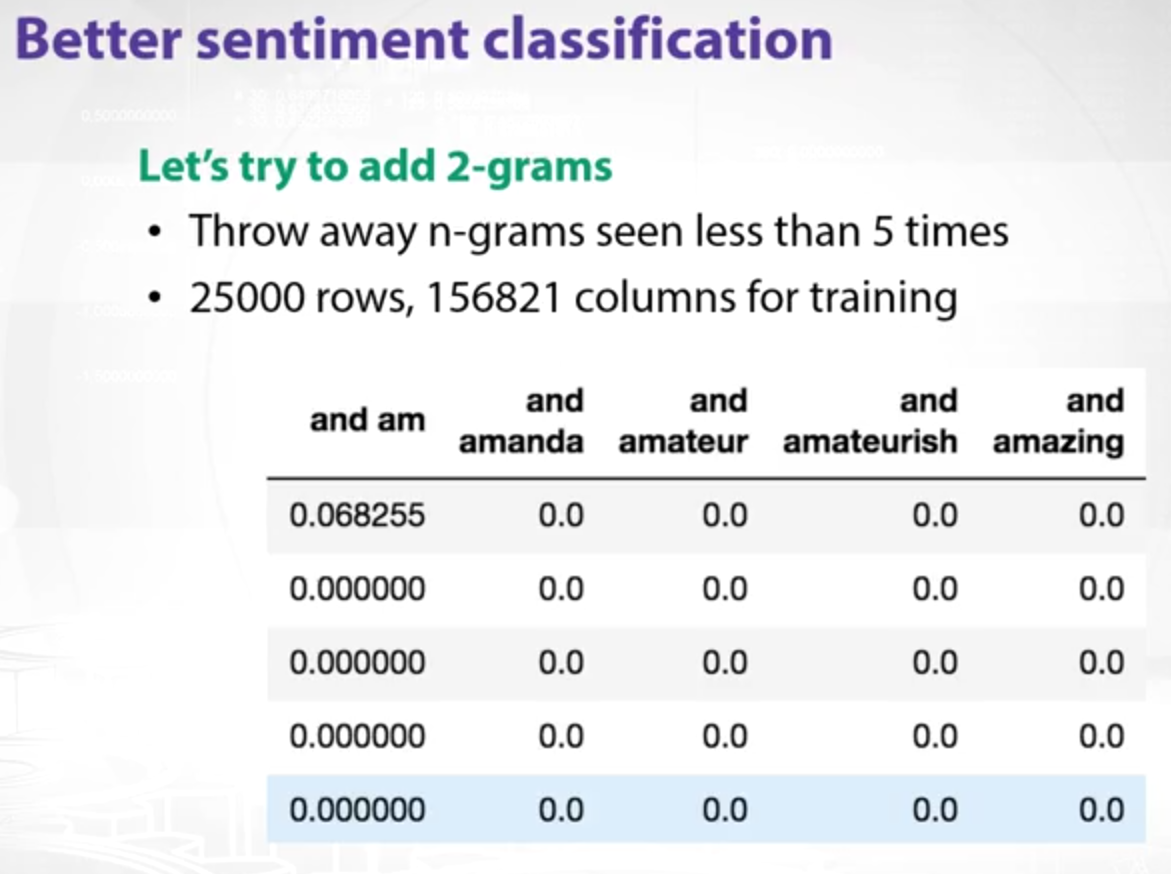 Better sentiment classification
Let's try to add 2-grams
• Throw away n-grams seen less than 5 times
• 25000 rows, 156821 columns for training
and am and amanda and amateur and amateurish and amazing
0.068255 0.0 0.0 0.0 0.0
0.000000 0.0 0.0 0.0 0.0
0.000000 0.0 0.0 0.0 0.0
0.000000 0.0 0.0 0.0 0.0
0.000000 0.0 0.0 0.0 0.0